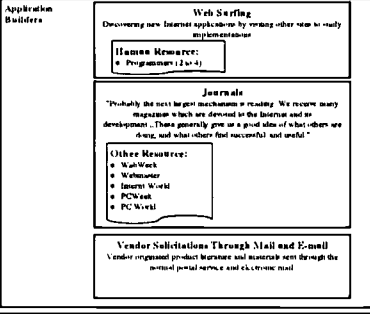 Application
Builders
Web Surfing
Discovering new Internet applications by visiting other sites to study
implementations
Human Resource:
• Programmers (2 to 4)
Journals
"Probably the next largest mechanism is reading. We receive many
magazines which are devoted to the Internet and its
development. These generally give us a good idea of what others are
doing, and what others find successful and useful."
Other Resource:
• WebWeek
• Webmaster
• Internet World
• PCWeek
• PC World
Vendor Solicitations Through Mail and E-mail
Vendor originated product literature and materials sent through the
normal postal service and electronic mail